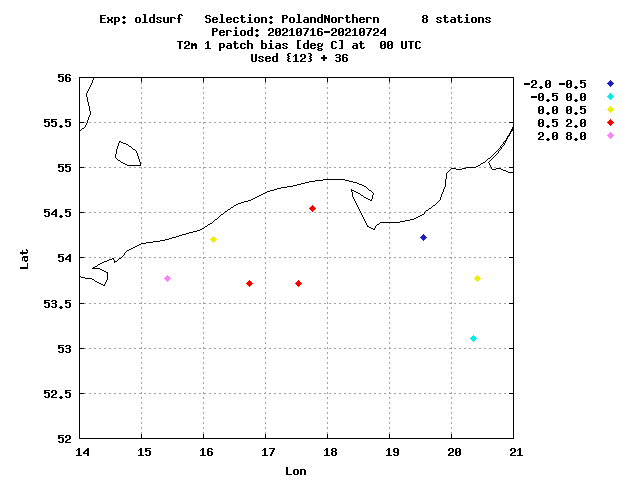 Exp: oldsurf Selection: PolandNorthern 8 stations
Period: 20210716-20210724
T2m 1 patch bias [deg C] at 00 UTC
Used {12} + 36
56
55.5
55
54.5
54
53.5
53
52.5
52
14 15 16 17 18 19 20 21
Lat
Lon
-2.0 -0.5
-0.5 0.0
0.0 0.5
0.5 2.0
2.0 8.0